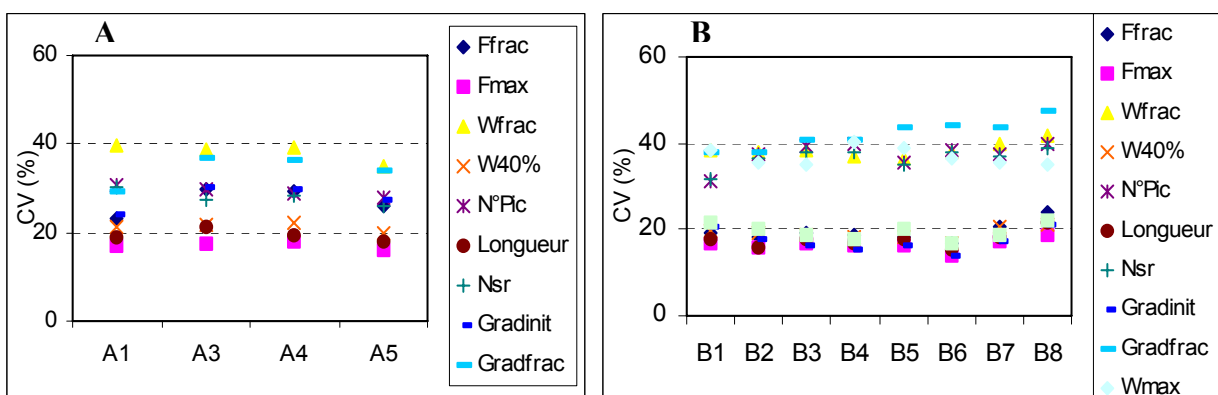 A
CV (%)
60
40
20
0
A1 A3 A4 A5
Ffrac
Fmax
Wfrac
W40%
N°Pic
Longueur
Nsr
Gradinit
Gradfrac
B
CV (%)
60
40
20
0
B1 B2 B3 B4 B5 B6 B7 B8
Ffrac
Fmax
Wfrac
W40%
N°Pic
Longueur
Nsr
Gradinit
Gradfrac
Wmax